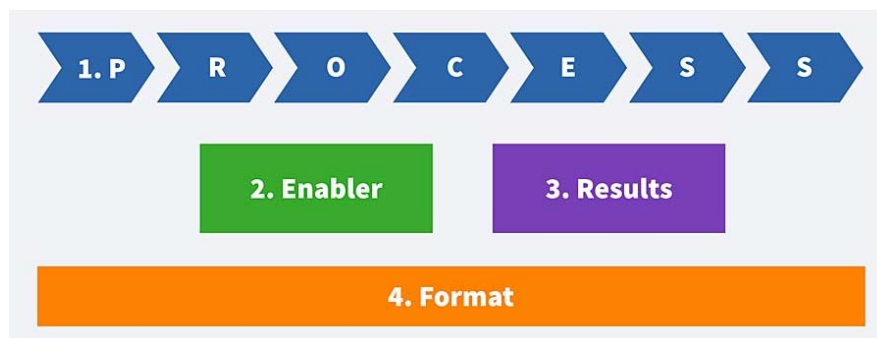 1. P R O C E S S
2. Enabler 3. Results
4. Format